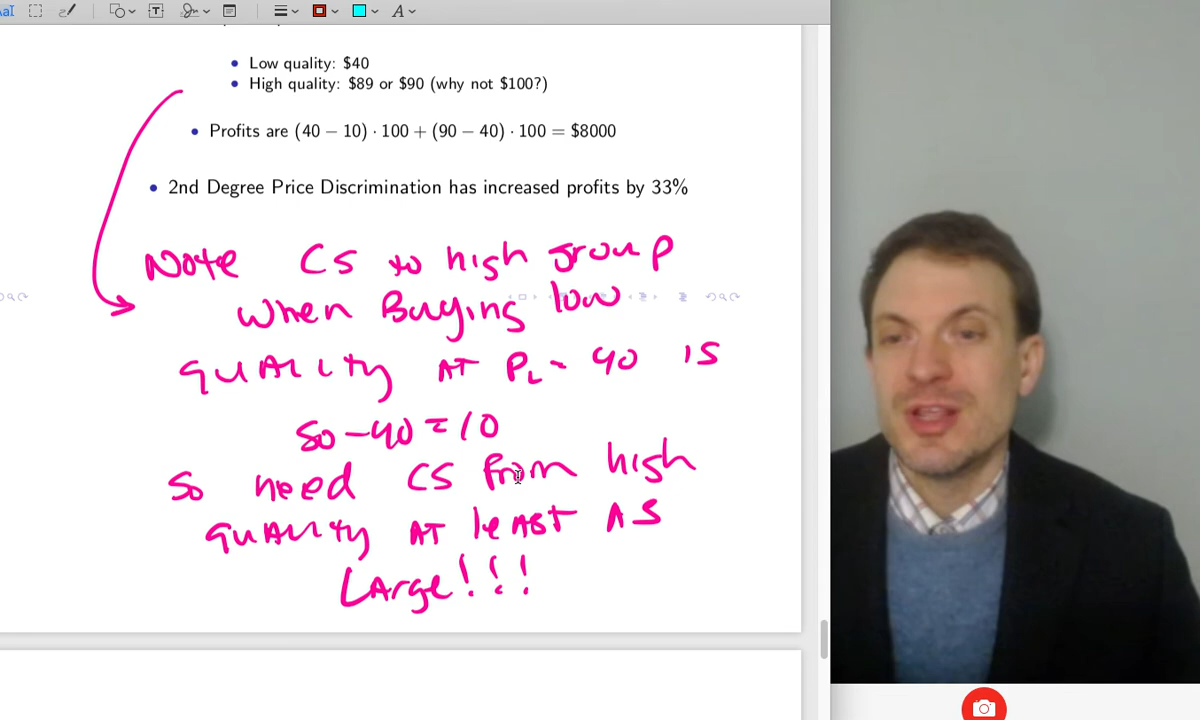 • Low quality: $40
• High quality: $89 or $90 (why not $100?)
• Profits are (40 − 10) · 100 + (90 − 40) · 100 = $8000
• 2nd Degree Price Discrimination has increased profits by 33%
Note CS to high group
when Buying low
quality AT PL = 40 is
50 - 40 = 10
So need CS from high
quality AT least AS
LArge!!!